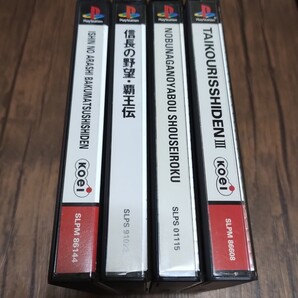 PlayStation
ISHIN NO ARASHI BAKUMATSUSHISHIDEN
KOEI
SLPM 86144
PlayStation
信長の野望・覇王伝
SLPS
PlayStation
NOBUNAGANOYABOU SHOUSEIROKU
SLPS 01115
PlayStation
TAIKOURISSHIDEN III
KOEI
SLPM 86608